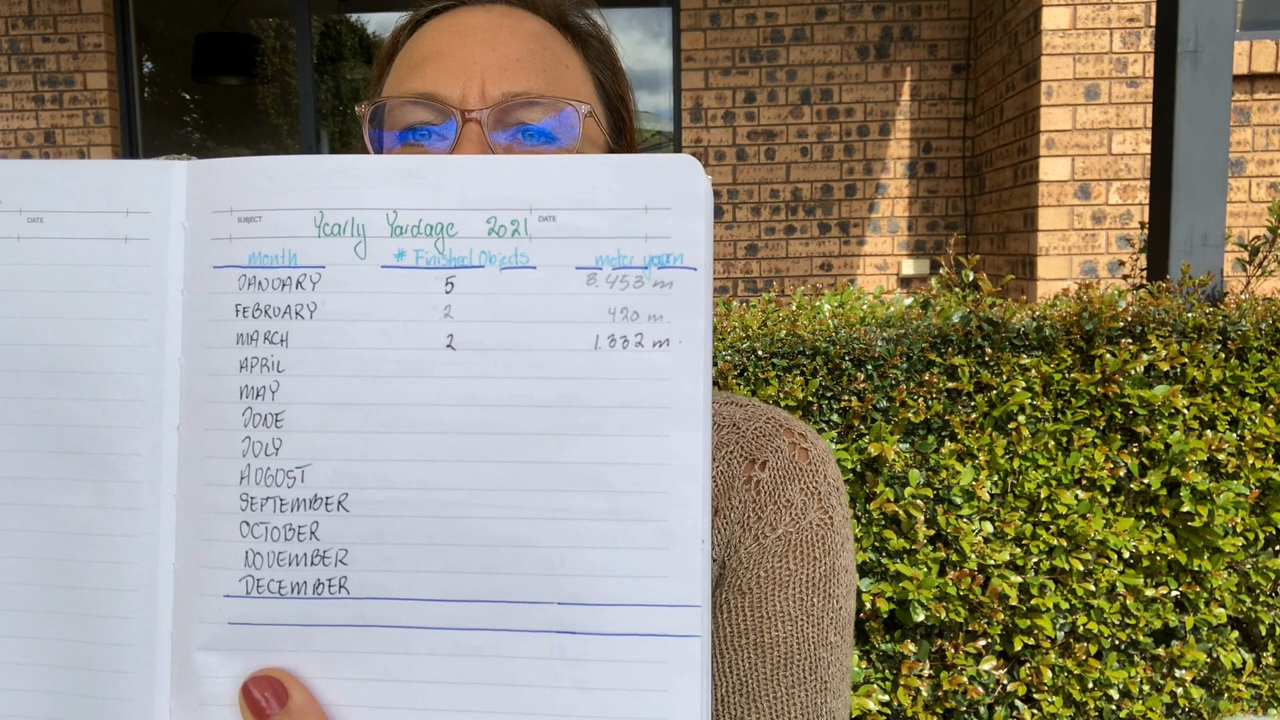 DATE
SUBJECT Yearly Yardage 2021 DATE
month # Finished Objects meter yarn
JANUARY 5 3.453 m
FEBRUARY 2 420 m.
MARCH 2 1.332 m.
APRIL
MAY
JUNE
JULY
AUGUST
SEPTEMBER
OCTOBER
NOVEMBER
DECEMBER